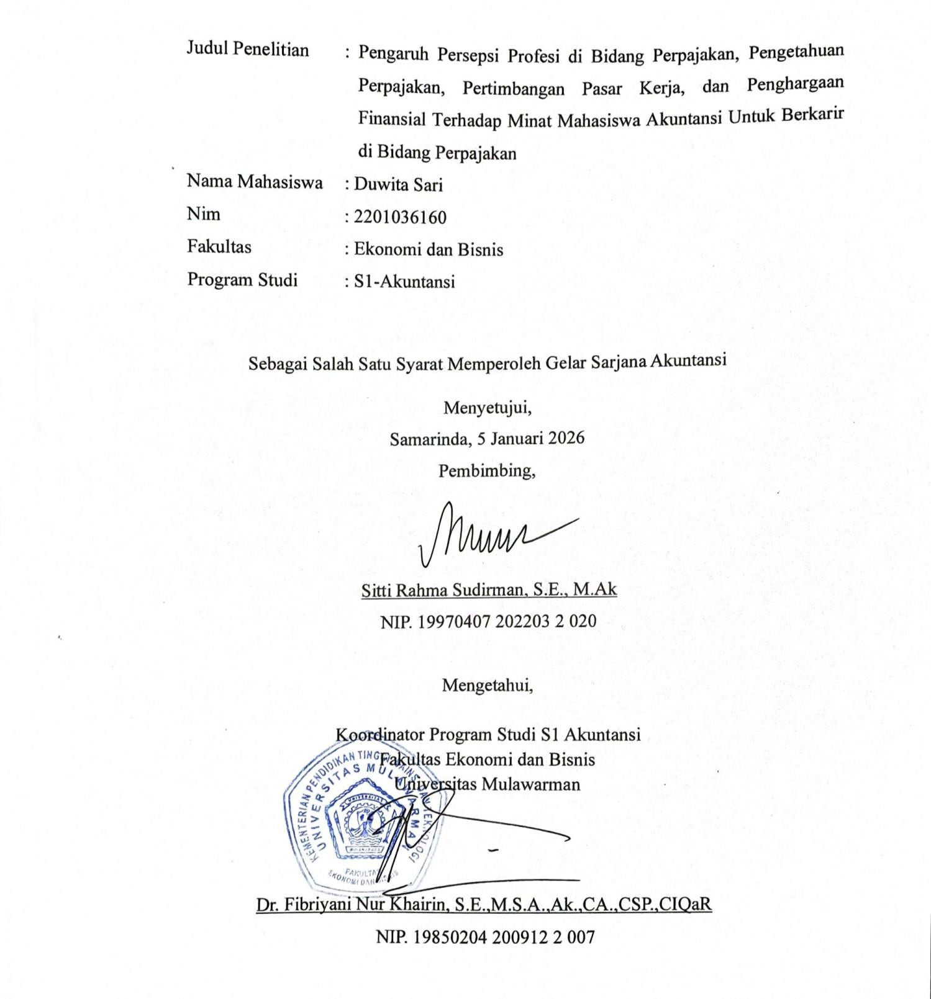 Judul Penelitian : Pengaruh Persepsi Profesi di Bidang Perpajakan, Pengetahuan
Perpajakan, Pertimbangan Pasar Kerja, dan Penghargaan
Finansial Terhadap Minat Mahasiswa Akuntansi Untuk Berkarir
di Bidang Perpajakan
Nama Mahasiswa : Duwita Sari
Nim : 2201036160
Fakultas : Ekonomi dan Bisnis
Program Studi : S1-Akuntansi
Sebagai Salah Satu Syarat Memperoleh Gelar Sarjana Akuntansi
Menyetujui,
Samarinda, 5 Januari 2026
Pembimbing,
Sitti Rahma Sudirman, S.E., M.Ak
NIP. 19970407 202203 2 020
Mengetahui,
Koordinator Program Studi S1 Akuntansi
Fakultas Ekonomi dan Bisnis
Universitas Mulawarman
KEMENTERIAN PENDIDIKAN TINGGI, SAINS, DAN TEKNOLOGI
UNIVERSITAS MULAWARMAN
UNIVERSITAS
FAKULTAS
EKONOMI DAN BISNIS
Dr. Fibriyani Nur Khairin, S.E.,M.S.A.,Ak.,CA.,CSP.,CIQaR
NIP. 19850204 200912 2 007